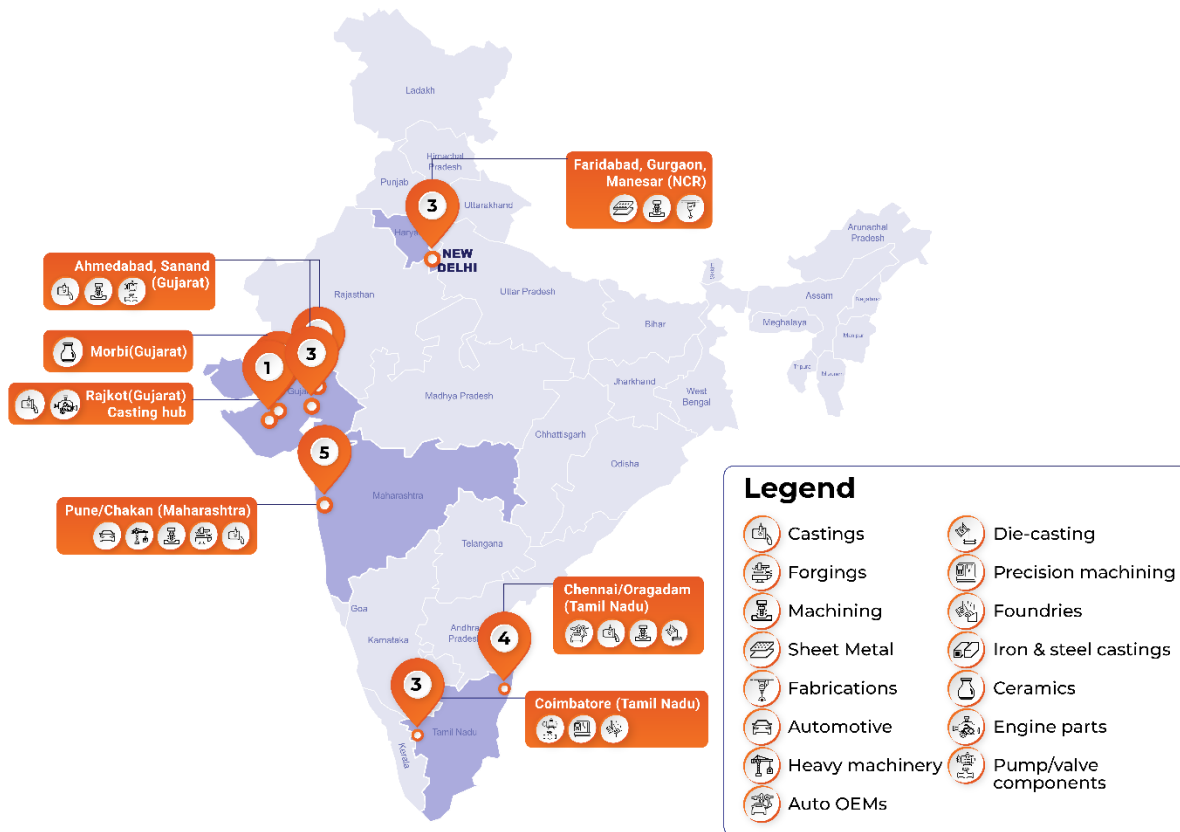 Ladakh
Himachal
Pradesh
Punjab
Uttarakhand
3
NEW
DELHI
Faridabad, Gurgaon,
Manesar (NCR)
Arunanchal
Pradesh
Assam
Meghalaya
Rajasthan
Uttar Pradesh
Bihar
Jharkhand
West
Bengal
Madhya Pradesh
Chhattisgarh
Odisha
Ahmedabad, Sanand
(Gujarat)
Morbi(Gujarat)
Rajkot(Gujarat)
Casting hub
1
3
5
Maharashtra
Pune/Chakan (Maharashtra)
Telangana
Goa
Karnataka
Andhra
Pradesh
Chennai/Oragadam
(Tamil Nadu)
4
3
Coimbatore (Tamil Nadu)
Tamil Nadu
Kerala
Legend
Castings
Forgings
Machining
Sheet Metal
Fabrications
Automotive
Heavy machinery
Auto OEMs
Die-casting
Precision machining
Foundries
Iron & steel castings
Ceramics
Engine parts
Pump/valve
components